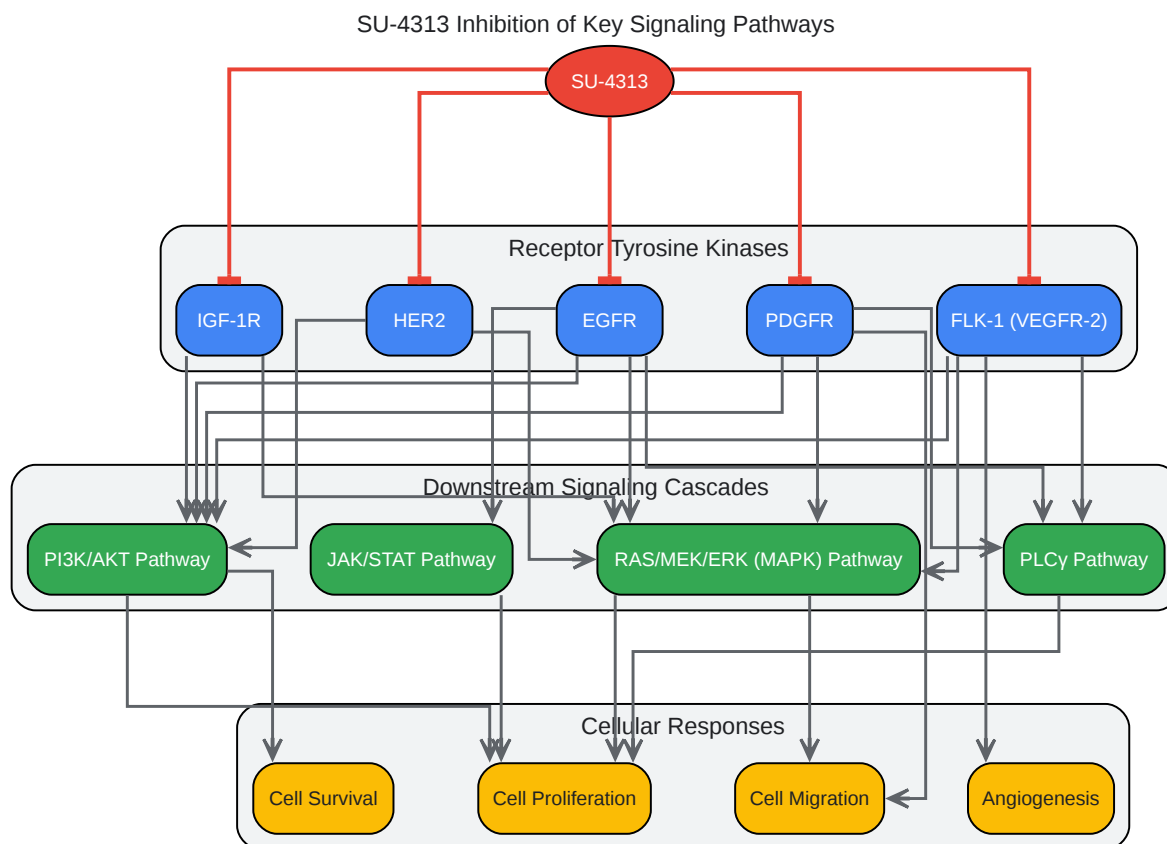 SU-4313 Inhibition of Key Signaling Pathways
SU-4313
Receptor Tyrosine Kinases
IGF-1R
HER2
EGFR
PDGFR
FLK-1 (VEGFR-2)
Downstream Signaling Cascades
PI3K/AKT Pathway
JAK/STAT Pathway
RAS/MEK/ERK (MAPK) Pathway
PLCγ Pathway
Cellular Responses
Cell Survival
Cell Proliferation
Cell Migration
Angiogenesis